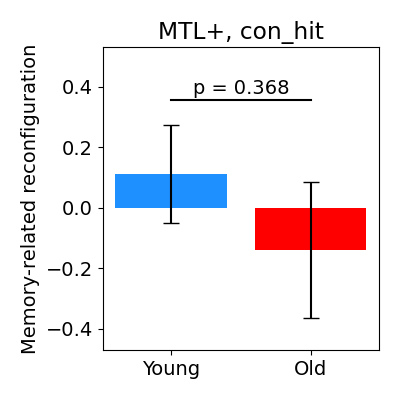 MTL+, con_hit
Memory-related reconfiguration
0.4
0.2
0.0
−0.2
−0.4
p = 0.368
Young
Old